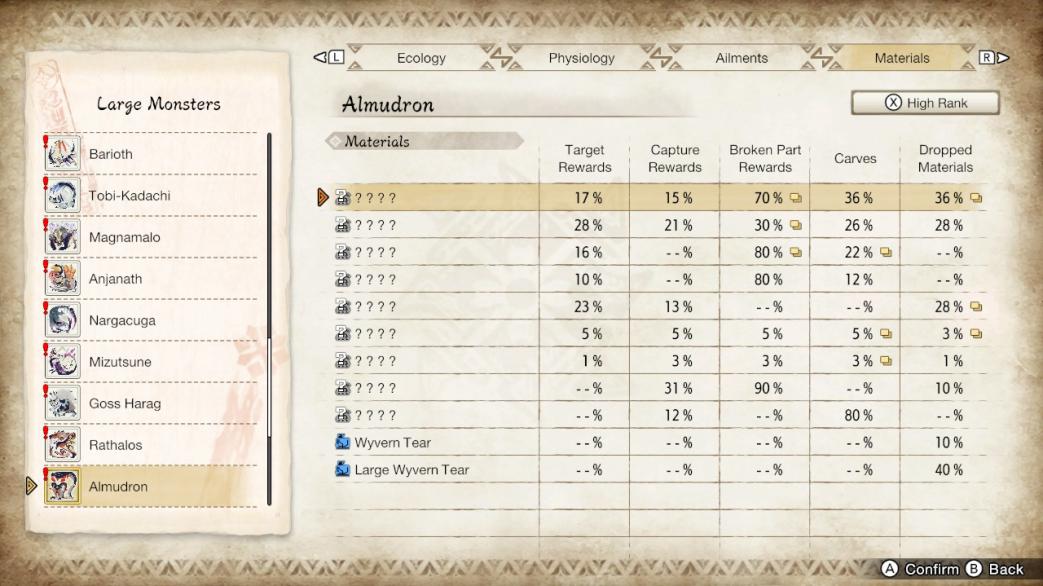 L
Ecology
Physiology
Ailments
Materials
R
Large Monsters
Barioth
Tobi-Kadachi
Magnamalo
Anjanath
Nargacuga
Mizutsune
Goss Harag
Rathalos
Almudron
Almudron
X High Rank
Materials
Target Rewards
Capture Rewards
Broken Part Rewards
Carves
Dropped Materials
? ? ? ? 17 % 15 % 70 % 36 % 36 %
? ? ? ? 28 % 21 % 30 % 26 % 28 %
? ? ? ? 16 % - - % 80 % 22 % - - %
? ? ? ? 10 % - - % 80 % 12 % - - %
? ? ? ? 23 % 13 % - - % - - % 28 %
? ? ? ? 5 % 5 % 5 % 5 % 3 %
? ? ? ? 1 % 3 % 3 % 3 % 1 %
? ? ? ? - - % 31 % 90 % - - % 10 %
? ? ? ? - - % 12 % - - % 80 % - - %
Wyvern Tear - - % - - % - - % - - % 10 %
Large Wyvern Tear - - % - - % - - % - - % 40 %
A Confirm B Back